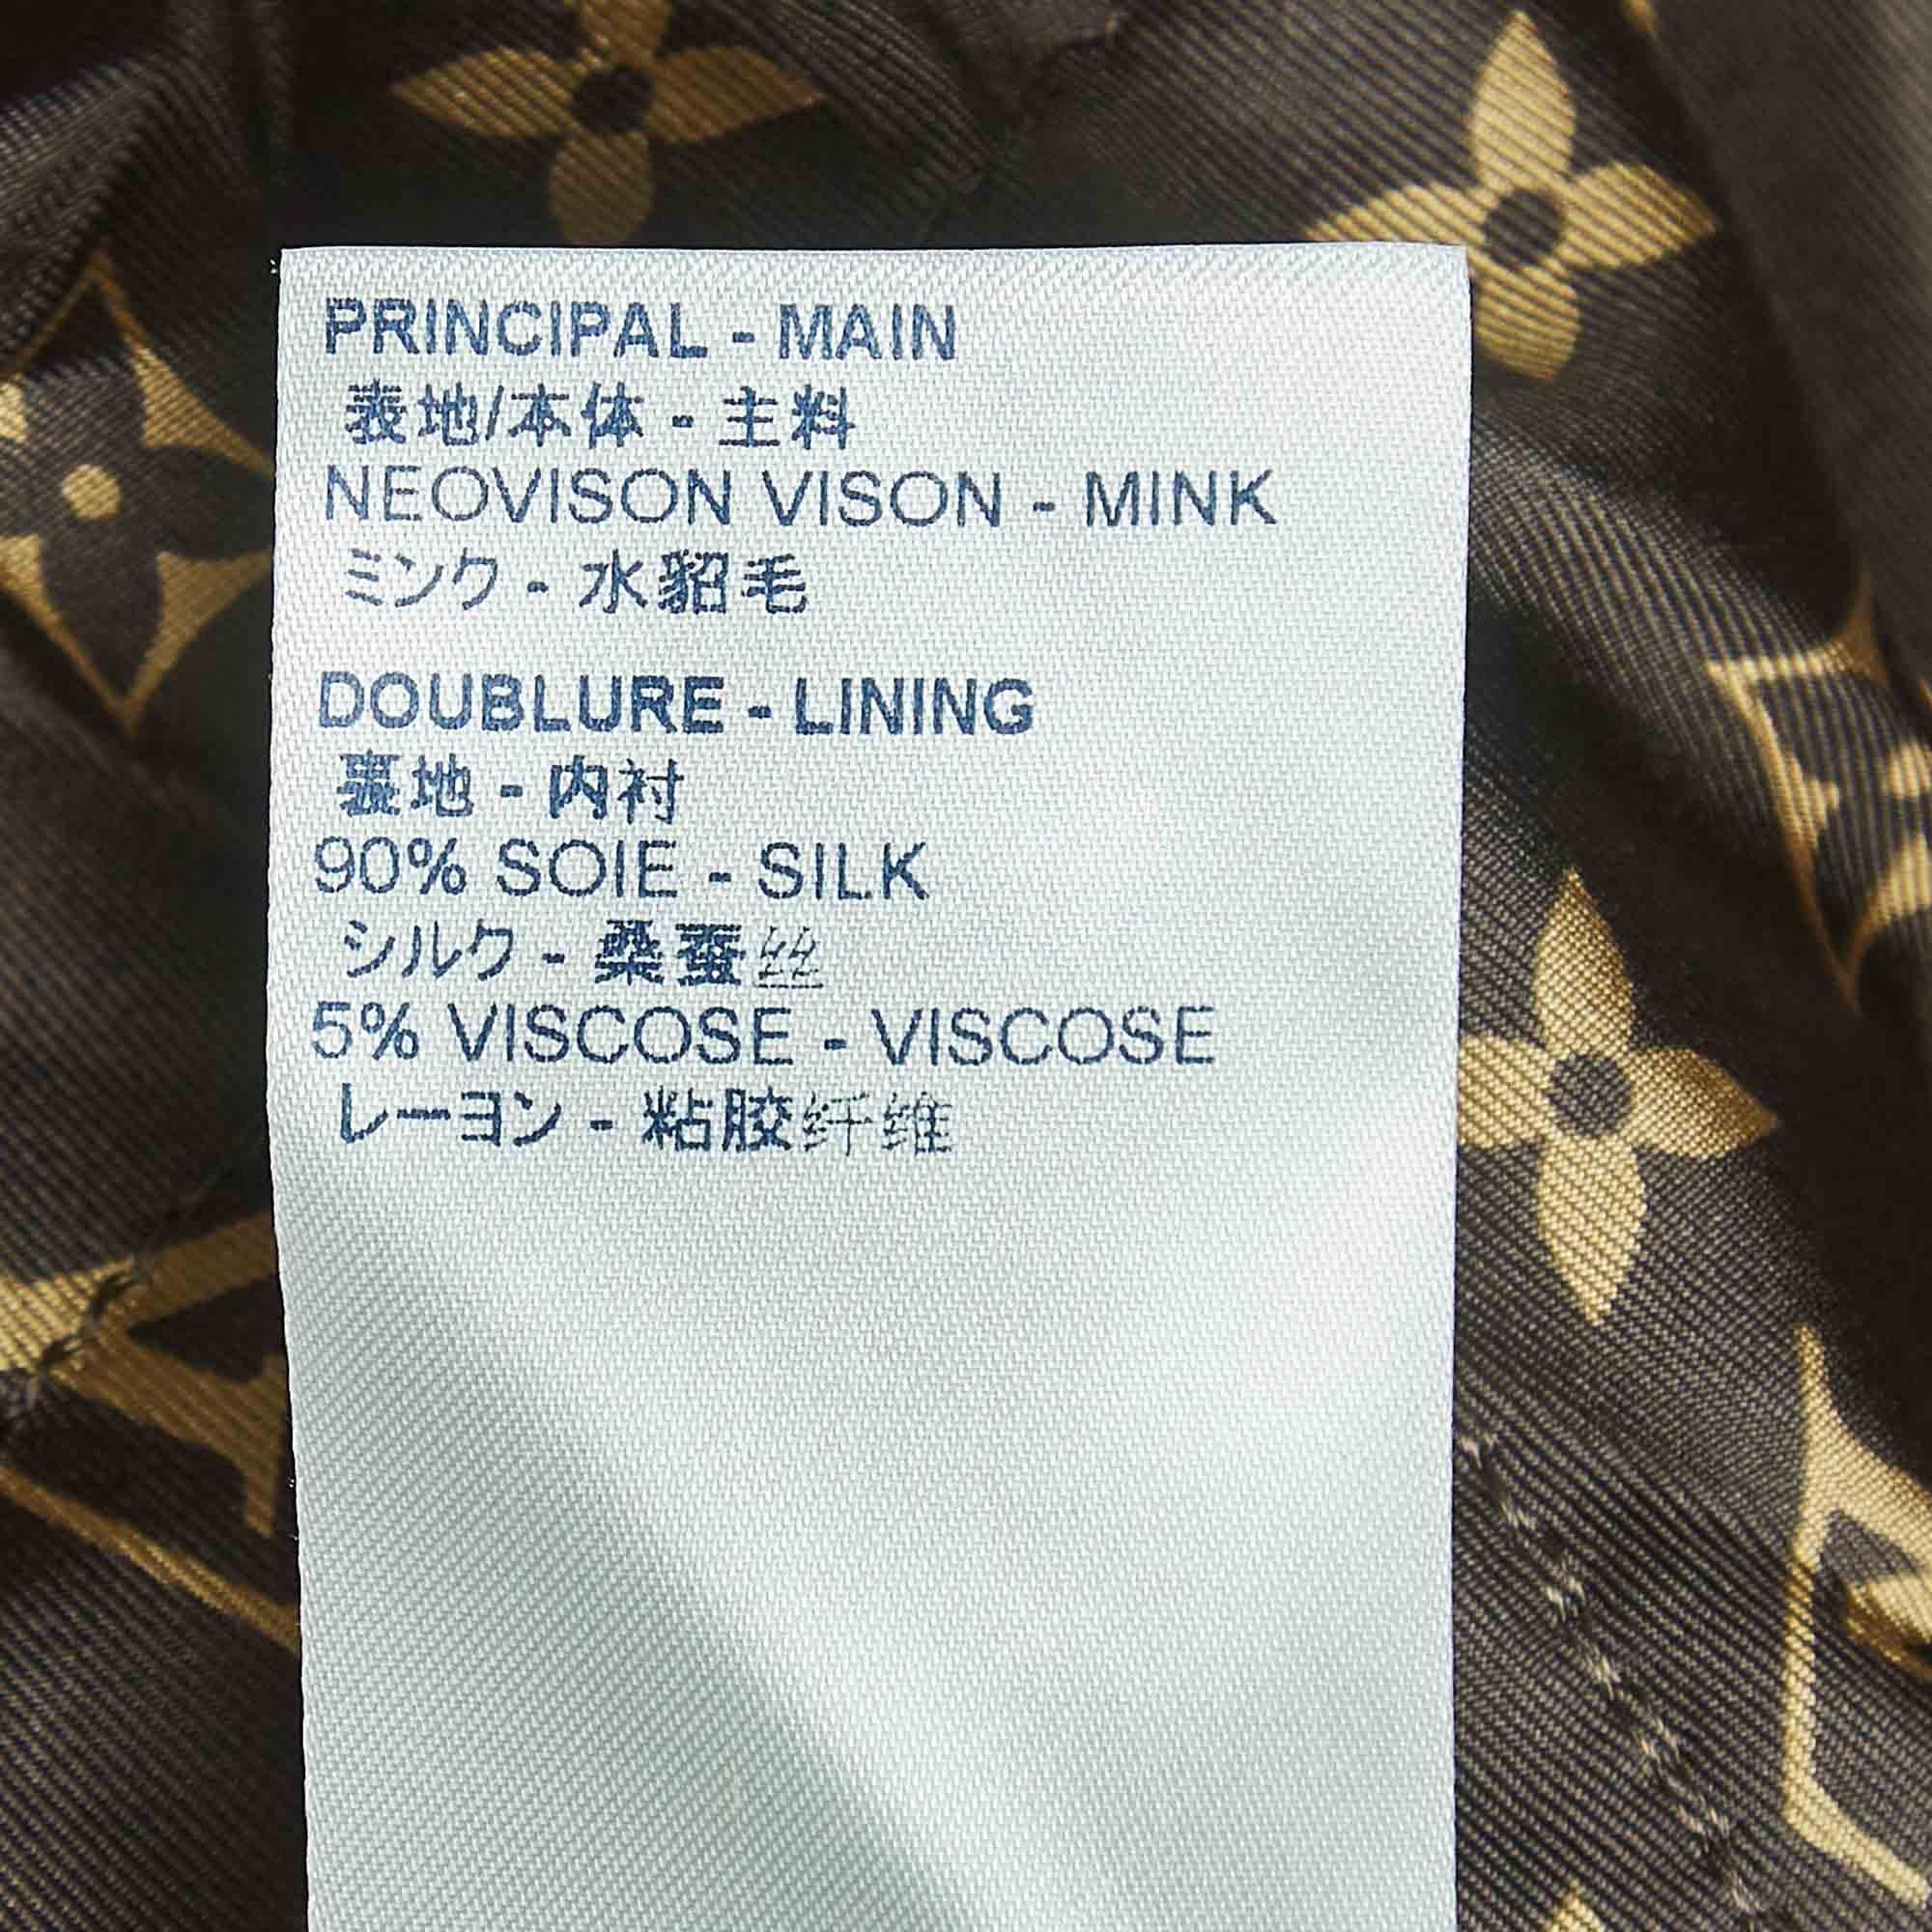 PRINCIPAL - MAIN
表地/本体 - 主料
NEOVISON VISON - MINK
ミンク - 水貂毛
DOUBLURE - LINING
裏地 - 内衬
90% SOIE - SILK
シルク - 桑蚕丝
5% VISCOSE - VISCOSE
レーヨン - 粘胶纤维